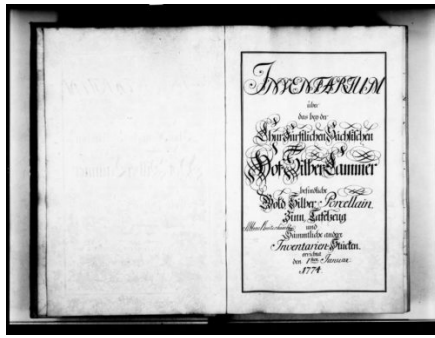 INVENTARIUM
über
das bey der
Chur Fürstlichen Sächsischen
Hof Silber Cammer
befindliche
Gold Silber, Porcellain
Zinn, Tafelzeug
und
Sämmtliche andere
Inventarien-Stücken.
errichtet
den 1ten Januar.
1774.